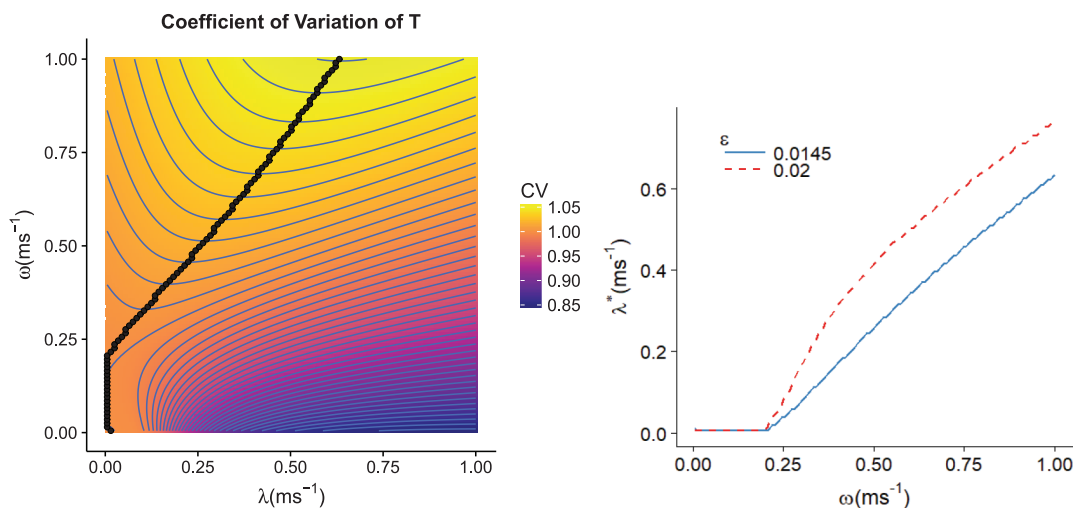 Coefficient of Variation of T
1.00
0.75
0.50
0.25
0.00
ω(ms⁻¹)
0.00 0.25 0.50 0.75 1.00
λ(ms⁻¹)
CV
1.05
1.00
0.95
0.90
0.85
ε
0.0145
0.02
0.6
0.4
0.2
0.0
λ*(ms⁻¹)
0.00 0.25 0.50 0.75 1.00
ω(ms⁻¹)